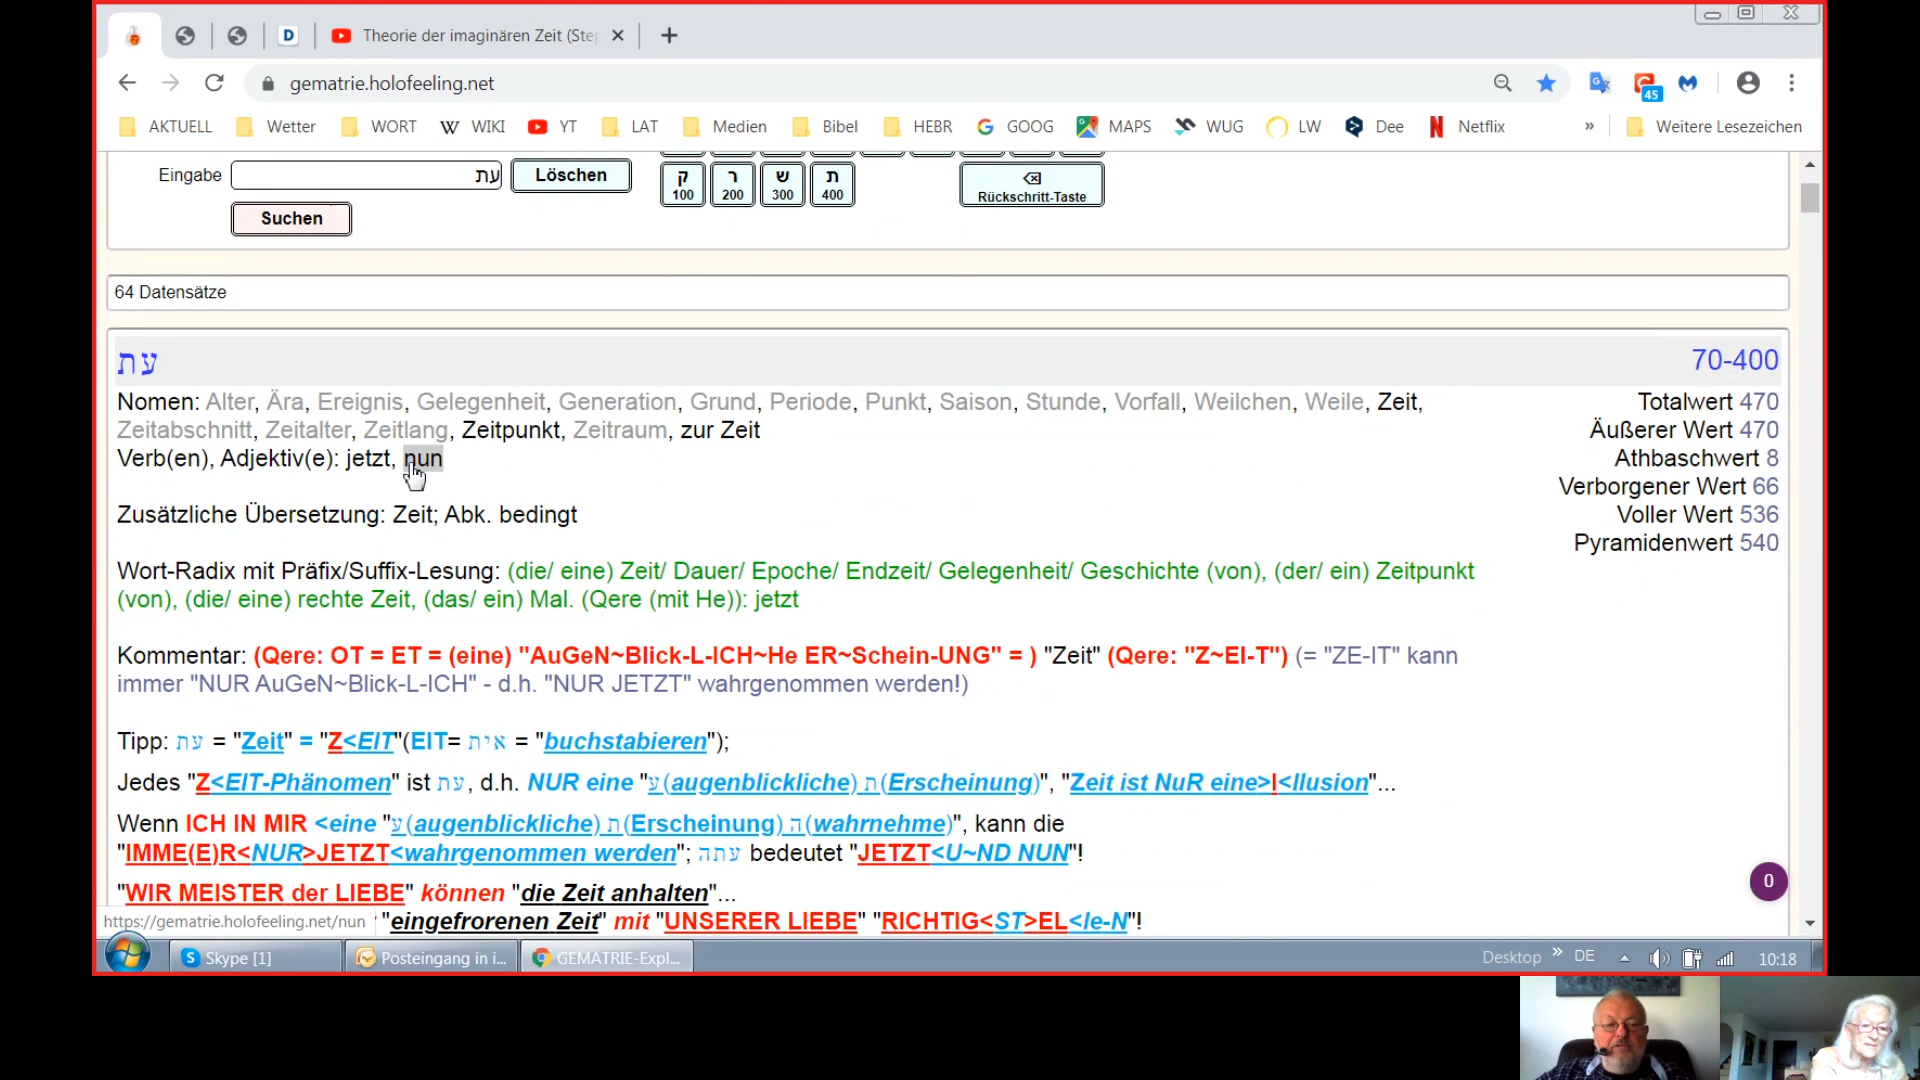 D
Theorie der imaginären Zeit (Step
gematrie.holofeeling.net
45
AKTUELL Wetter WORT W WIKI YT LAT Medien Bibel HEBR G GOOG MAPS WUG LW Dee N Netflix » Weitere Lesezeichen
Eingabe עת Löschen
ק ר ש ת
100 200 300 400 Rückschritt-Taste
Suchen
64 Datensätze
עת 70-400
Nomen: Alter, Ära, Ereignis, Gelegenheit, Generation, Grund, Periode, Punkt, Saison, Stunde, Vorfall, Weilchen, Weile, Zeit, Totalwert 470
Zeitabschnitt, Zeitalter, Zeitlang, Zeitpunkt, Zeitraum, zur Zeit Äußerer Wert 470
Verb(en), Adjektiv(e): jetzt, nun Athbaschwert 8
Verborgener Wert 66
Zusätzliche Übersetzung: Zeit; Abk. bedingt Voller Wert 536
Pyramidenwert 540
Wort-Radix mit Präfix/Suffix-Lesung: (die/ eine) Zeit/ Dauer/ Epoche/ Endzeit/ Gelegenheit/ Geschichte (von), (der/ ein) Zeitpunkt
(von), (die/ eine) rechte Zeit, (das/ ein) Mal. (Qere (mit He)): jetzt
Kommentar: (Qere: OT = ET = (eine) "AuGeN~Blick-L-ICH~He ER~Schein-UNG" = ) "Zeit" (Qere: "Z~EI-T") (= "ZE-IT" kann
immer "NUR AuGeN~Blick-L-ICH" - d.h. "NUR JETZT" wahrgenommen werden!)
Tipp: עת = "Zeit" = "Z<EIT"(EIT= אית = "buchstabieren");
Jedes "Z<EIT-Phänomen" ist עת, d.h. NUR eine "ע(augenblickliche) ת(Erscheinung)", "Zeit ist NuR eine>I<llusion"...
Wenn ICH IN MIR <eine "ע(augenblickliche) ת(Erscheinung) ה(wahrnehme)", kann die
"IMME(E)R<NUR>JETZT<wahrgenommen werden"; עתה bedeutet "JETZT<U~ND NUN"!
0
"WIR MEISTER der LIEBE" können "die Zeit anhalten"...
https://gematrie.holofeeling.net/nun "eingefrorenen Zeit" mit "UNSERER LIEBE" "RICHTIG<ST>EL<le-N"!
Skype [1] Posteingang in i... GEMATRIE-Expl... Desktop » DE 10:18